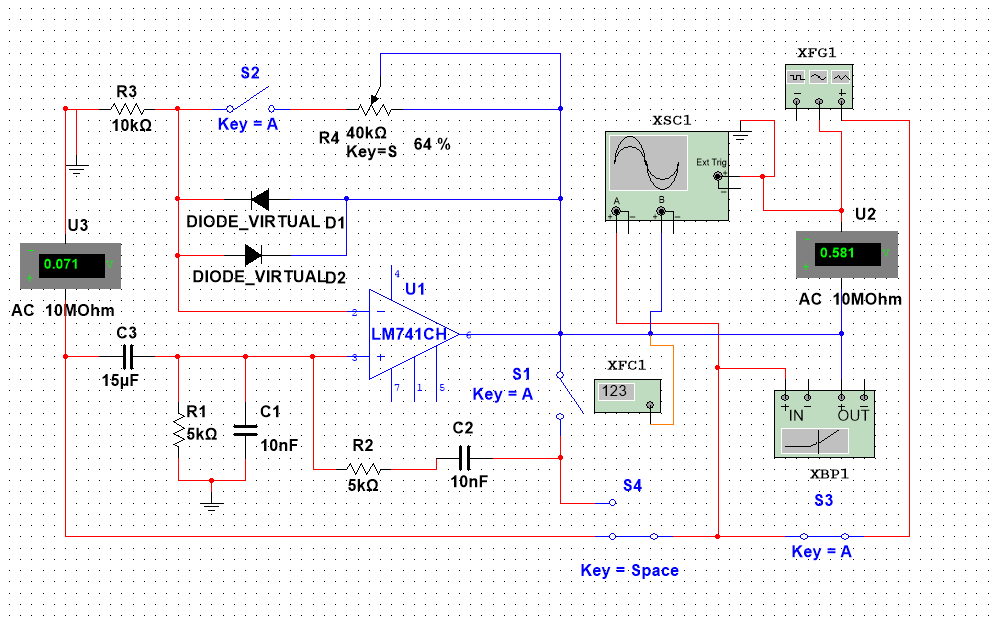 XFG1
S2
Key = A
R3
10kΩ
R4
40kΩ
Key=S
64 %
XSC1
Ext Trig
A
B
DIODE_VIRTUAL D1
DIODE_VIRTUAL D2
U3
0.071
V
AC 10MOhm
U2
0.581
V
AC 10MOhm
U1
LM741CH
4
2
3
6
7
1
5
C3
15µF
R1
5kΩ
C1
10nF
R2
5kΩ
C2
10nF
S1
Key = A
XFC1
123
IN
OUT
XBP1
S4
Key = Space
S3
Key = A